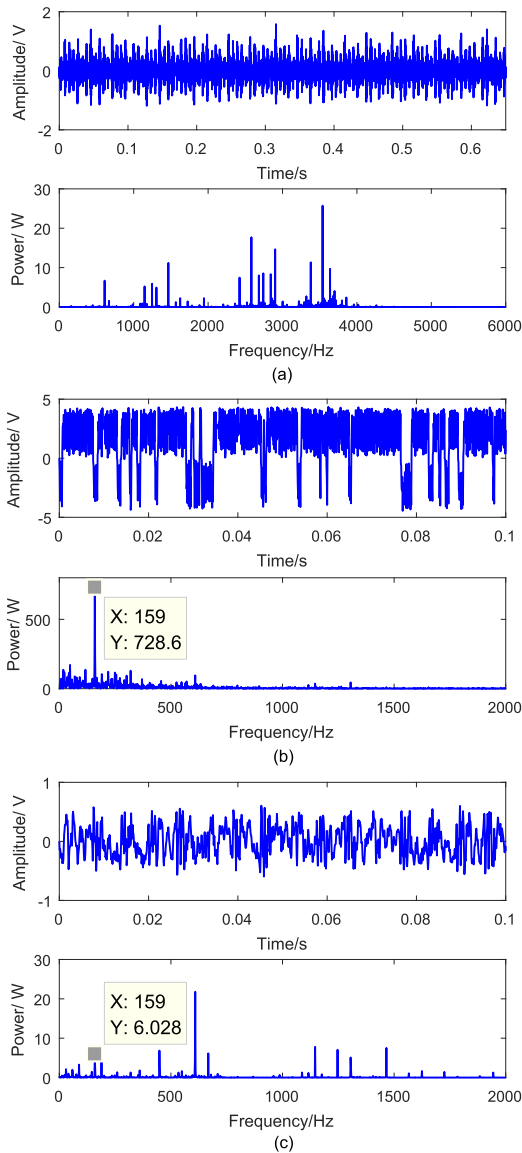 Amplitude/ V
2
0
-2
0 0.1 0.2 0.3 0.4 0.5 0.6
Time/s
Power/ W
30
20
10
0
0 1000 2000 3000 4000 5000 6000
Frequency/Hz
(a)
Amplitude/ V
5
0
-5
0 0.02 0.04 0.06 0.08 0.1
Time/s
Power/ W
500
0
X: 159
Y: 728.6
0 500 1000 1500 2000
Frequency/Hz
(b)
Amplitude/ V
1
0
-1
0 0.02 0.04 0.06 0.08 0.1
Time/s
Power/ W
30
20
10
0
X: 159
Y: 6.028
0 500 1000 1500 2000
Frequency/Hz
(c)